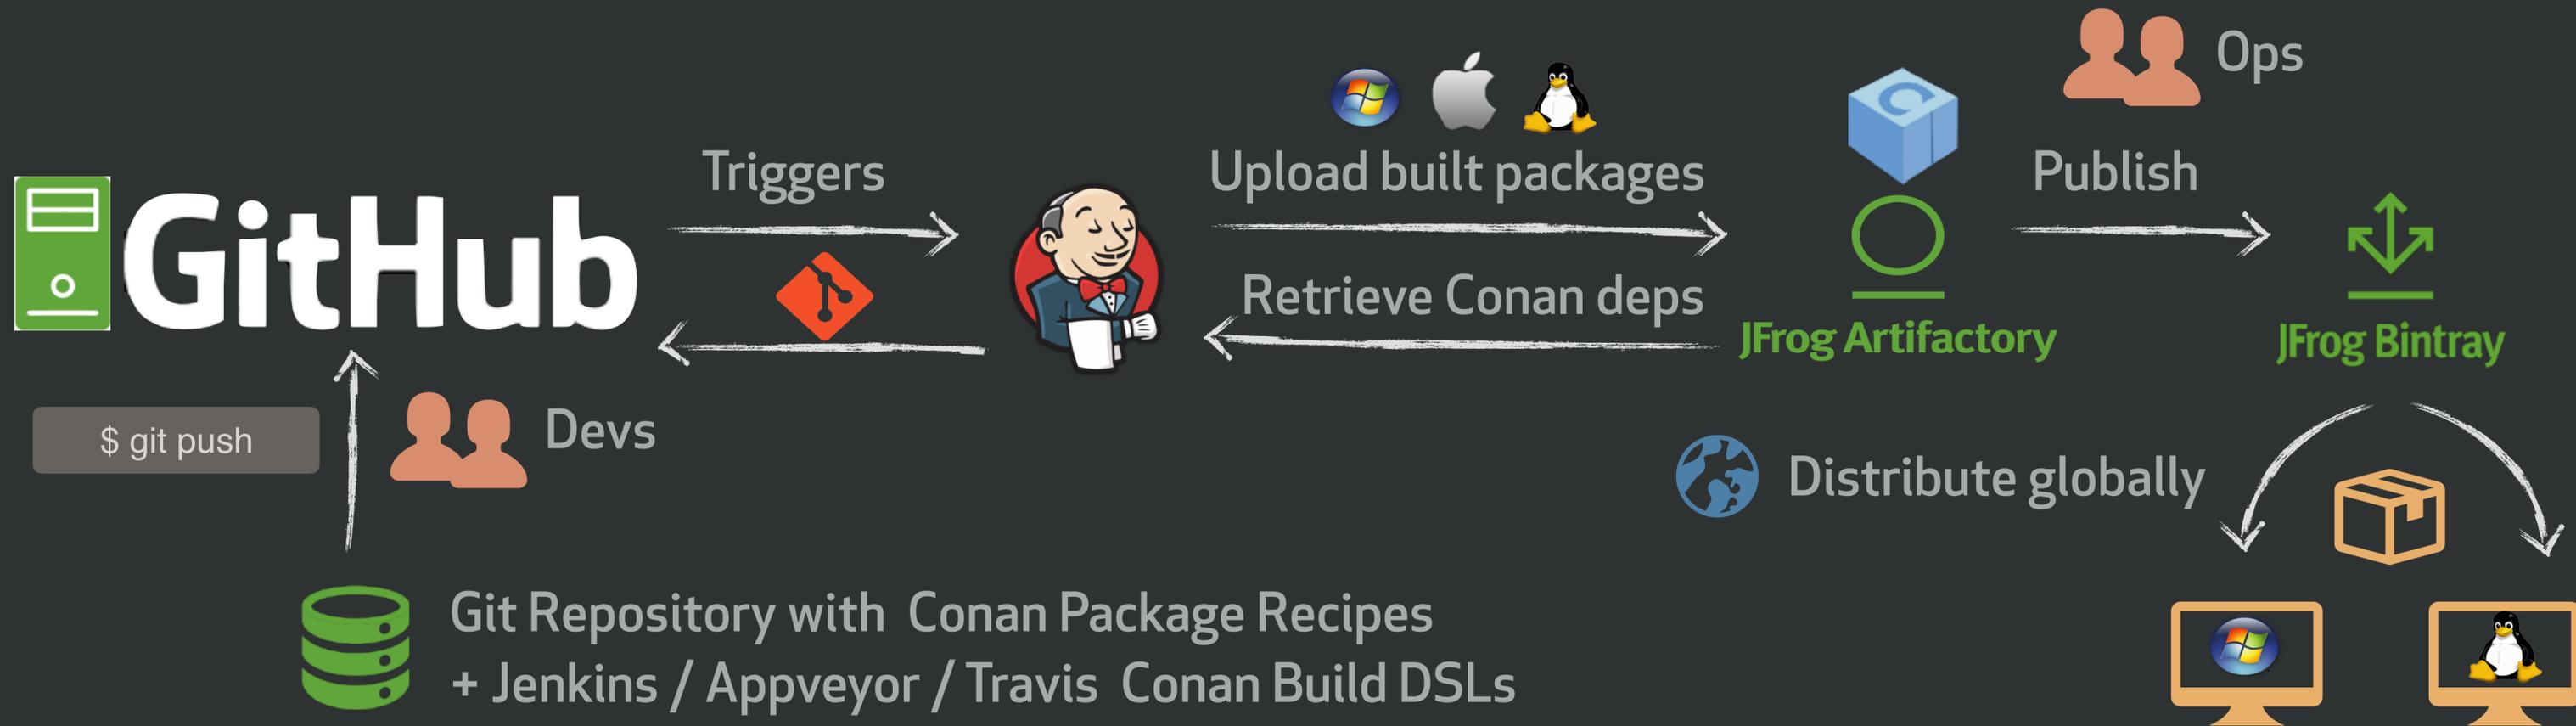 Ops
Triggers
Upload built packages
Publish
GitHub
Retrieve Conan deps
JFrog Artifactory
JFrog Bintray
$ git push
Devs
Distribute globally
Git Repository with Conan Package Recipes
+ Jenkins / Appveyor / Travis Conan Build DSLs